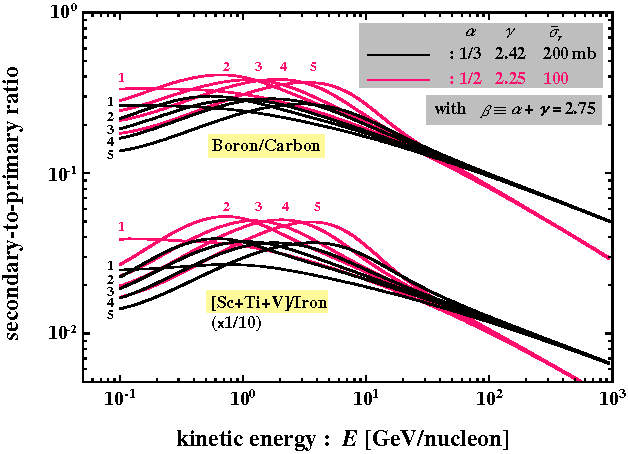 10⁰
10⁻¹
10⁻²
secondary-to-primary ratio
α γ σ̄ᵣ
: 1/3 2.42 200 mb
: 1/2 2.25 100
with β ≡ α + γ = 2.75
1 2 3 4 5
1
2
3
4
5
Boron/Carbon
1 2 3 4 5
1
2
3
4
5
[Sc+Ti+V]/Iron
(x1/10)
10⁻¹ 10⁰ 10¹ 10² 10³
kinetic energy : E [GeV/nucleon]